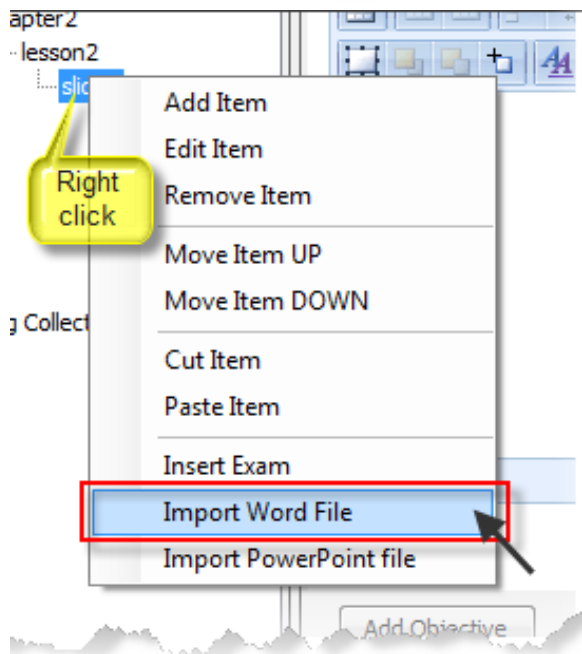 apter2
lesson2
slic
Right
click
Add Item
Edit Item
Remove Item
Move Item UP
Move Item DOWN
g Collect
Cut Item
Paste Item
Insert Exam
Import Word File
Import PowerPoint file
Add Objective